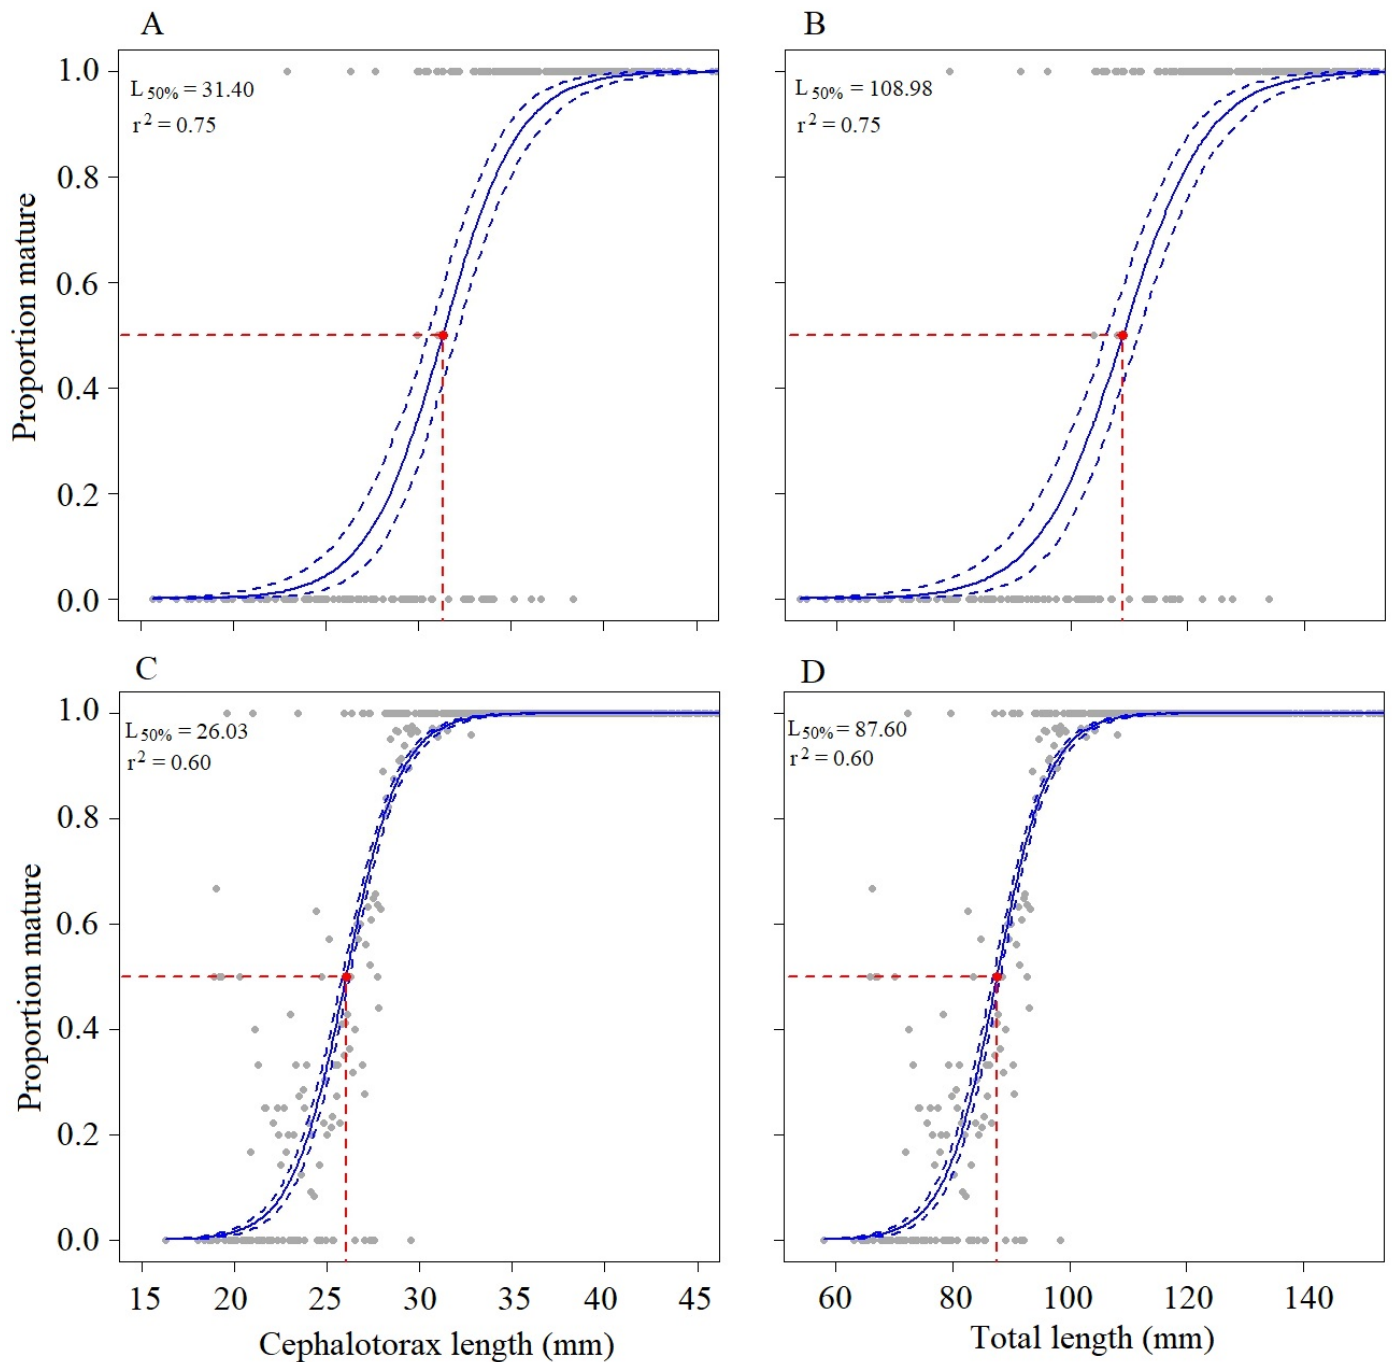 A
L50% = 31.40
r2 = 0.75
1.0
0.8
0.6
0.4
0.2
0.0
Proportion mature
B
L50% = 108.98
r2 = 0.75
C
L50% = 26.03
r2 = 0.60
1.0
0.8
0.6
0.4
0.2
0.0
Proportion mature
15 20 25 30 35 40 45
Cephalotorax length (mm)
D
L50% = 87.60
r2 = 0.60
60 80 100 120 140
Total length (mm)